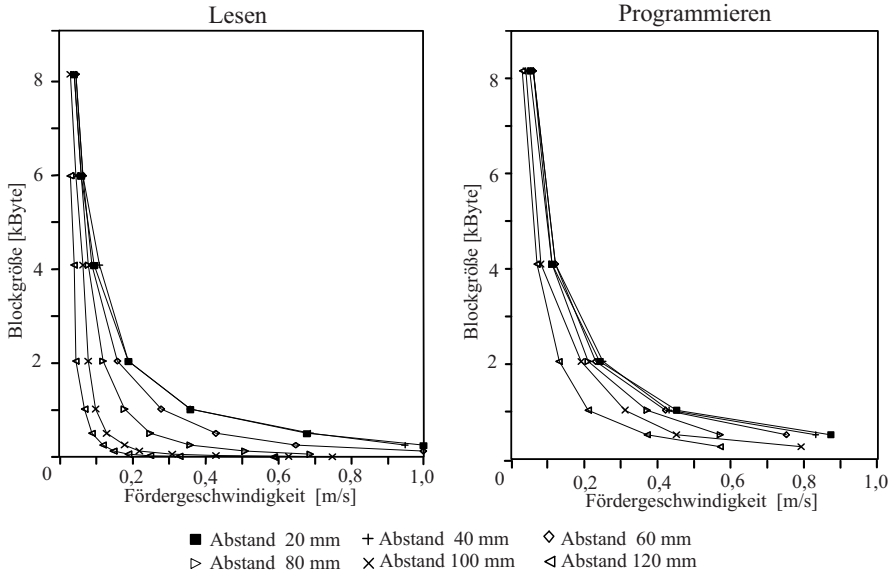 Lesen
Programmieren
Blockgröße [kByte]
8
6
4
2
0
0,2
0,4
0,6
0,8
1.0
Fördergeschwindigkeit [m/s]
Blockgröße [kByte]
8
6
4
2
0
0,2
0,4
0,6
0,8
1,0
Fördergeschwindigkeit [m/s]
Abstand 20 mm
Abstand 40 mm
Abstand 60 mm
Abstand 80 mm
Abstand 100 mm
Abstand 120 mm